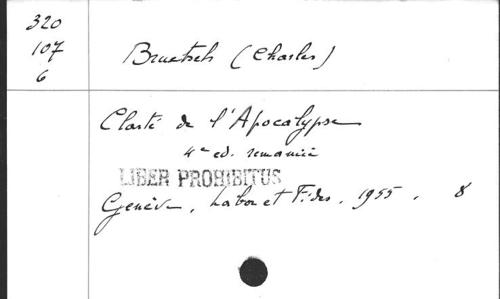 320
107
6
Bruetsch (Charles)
Clarté de l'Apocalypse
4e ed. remaniée
LIBER PROHIBITUS
Genève, Labor et Fides, 1955, 8